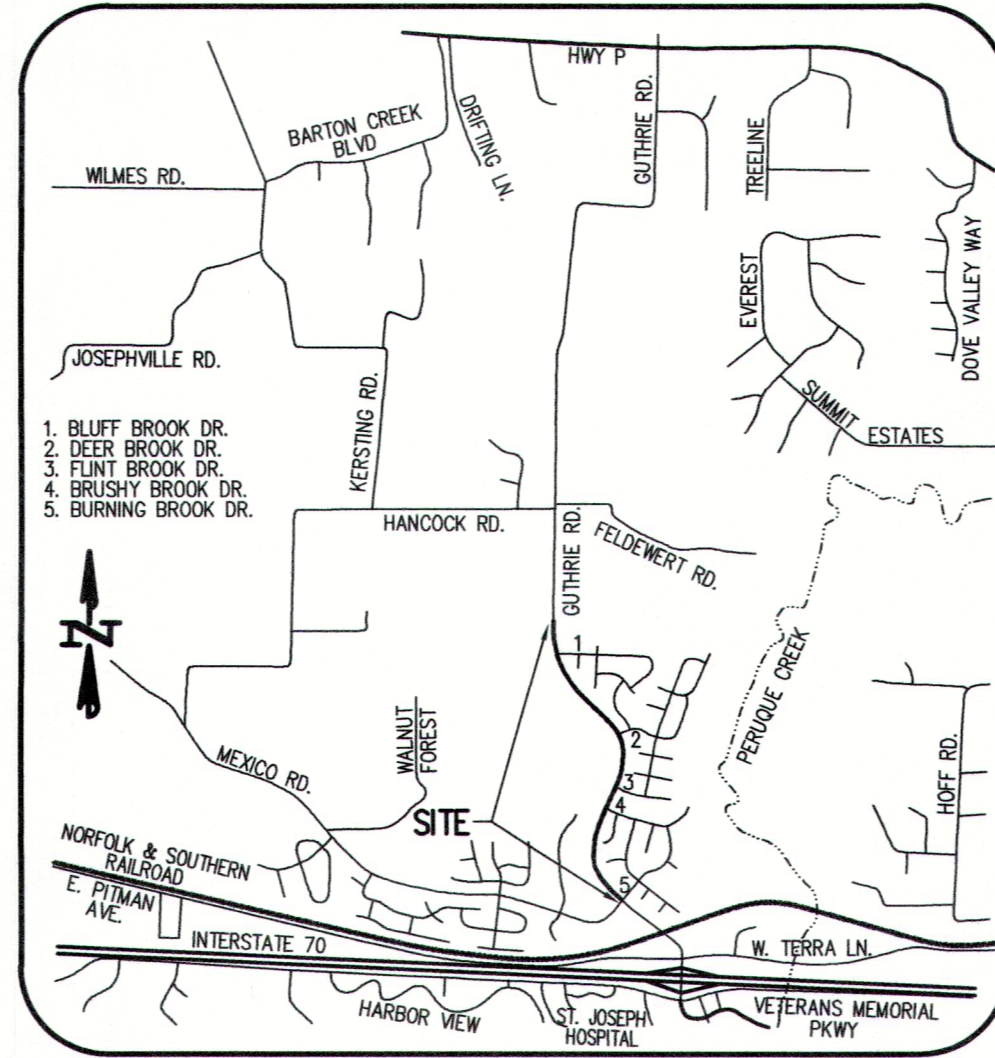 HWY P
BARTON CREEK
BLVD
DRIFTING LN.
GUTHRIE RD.
TREELINE
WILMES RD.
DOVE VALLEY WAY
EVEREST
JOSEPHVILLE RD.
KERSTING RD.
SUMMIT
ESTATES
1. BLUFF BROOK DR.
2. DEER BROOK DR.
3. FLINT BROOK DR.
4. BRUSHY BROOK DR.
5. BURNING BROOK DR.
HANCOCK RD.
GUTHRIE RD.
FELDEWERT RD.
N
1
PERUQUE CREEK
WALNUT
FOREST
2
HOFF RD.
MEXICO RD.
3
4
SITE
NORFOLK & SOUTHERN
RAILROAD
5
E. PITMAN
AVE.
INTERSTATE 70
W. TERRA LN.
HARBOR VIEW
ST. JOSEPH
HOSPITAL
VETERANS MEMORIAL
PKWY